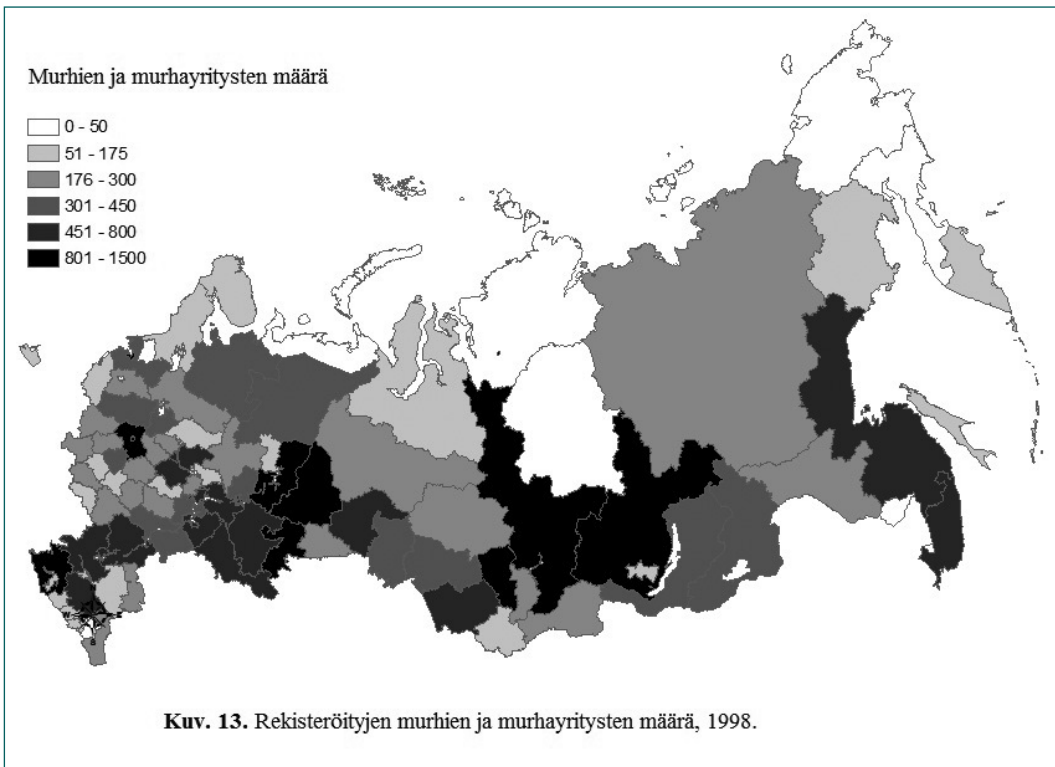 Murhien ja murhayritysten määrä
0 - 50
51 - 175
176 - 300
301 - 450
451 - 800
801 - 1500
Kuv. 13. Rekisteröityjen murhien ja murhayritysten määrä, 1998.